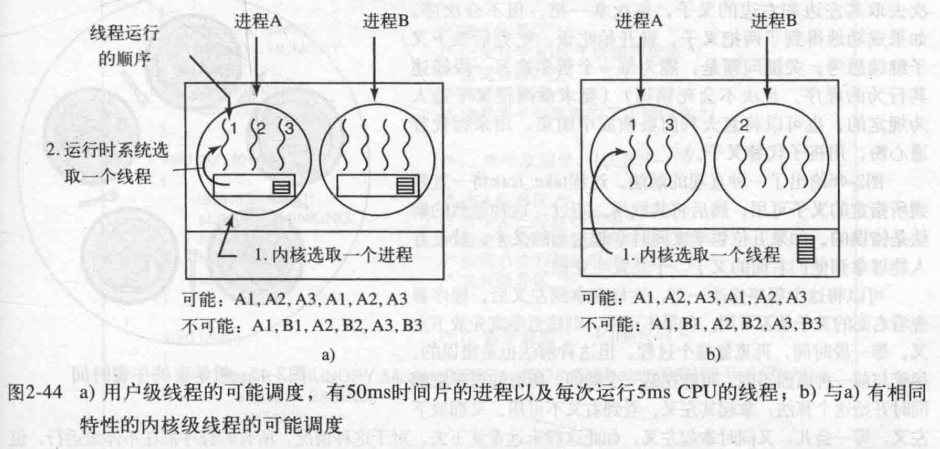 进程A
进程B
线程运行
的顺序
1 2 3
2. 运行时系统选
取一个线程
1. 内核选取一个进程
可能：A1, A2, A3, A1, A2, A3
不可能：A1, B1, A2, B2, A3, B3
a)
进程A
进程B
1 3 2
1. 内核选取一个线程
可能：A1, A2, A3, A1, A2, A3
不可能：A1, B1, A2, B2, A3, B3
b)
图2-44 a) 用户级线程的可能调度，有50ms时间片的进程以及每次运行5ms CPU的线程；b) 与a) 有相同
特性的内核级线程的可能调度